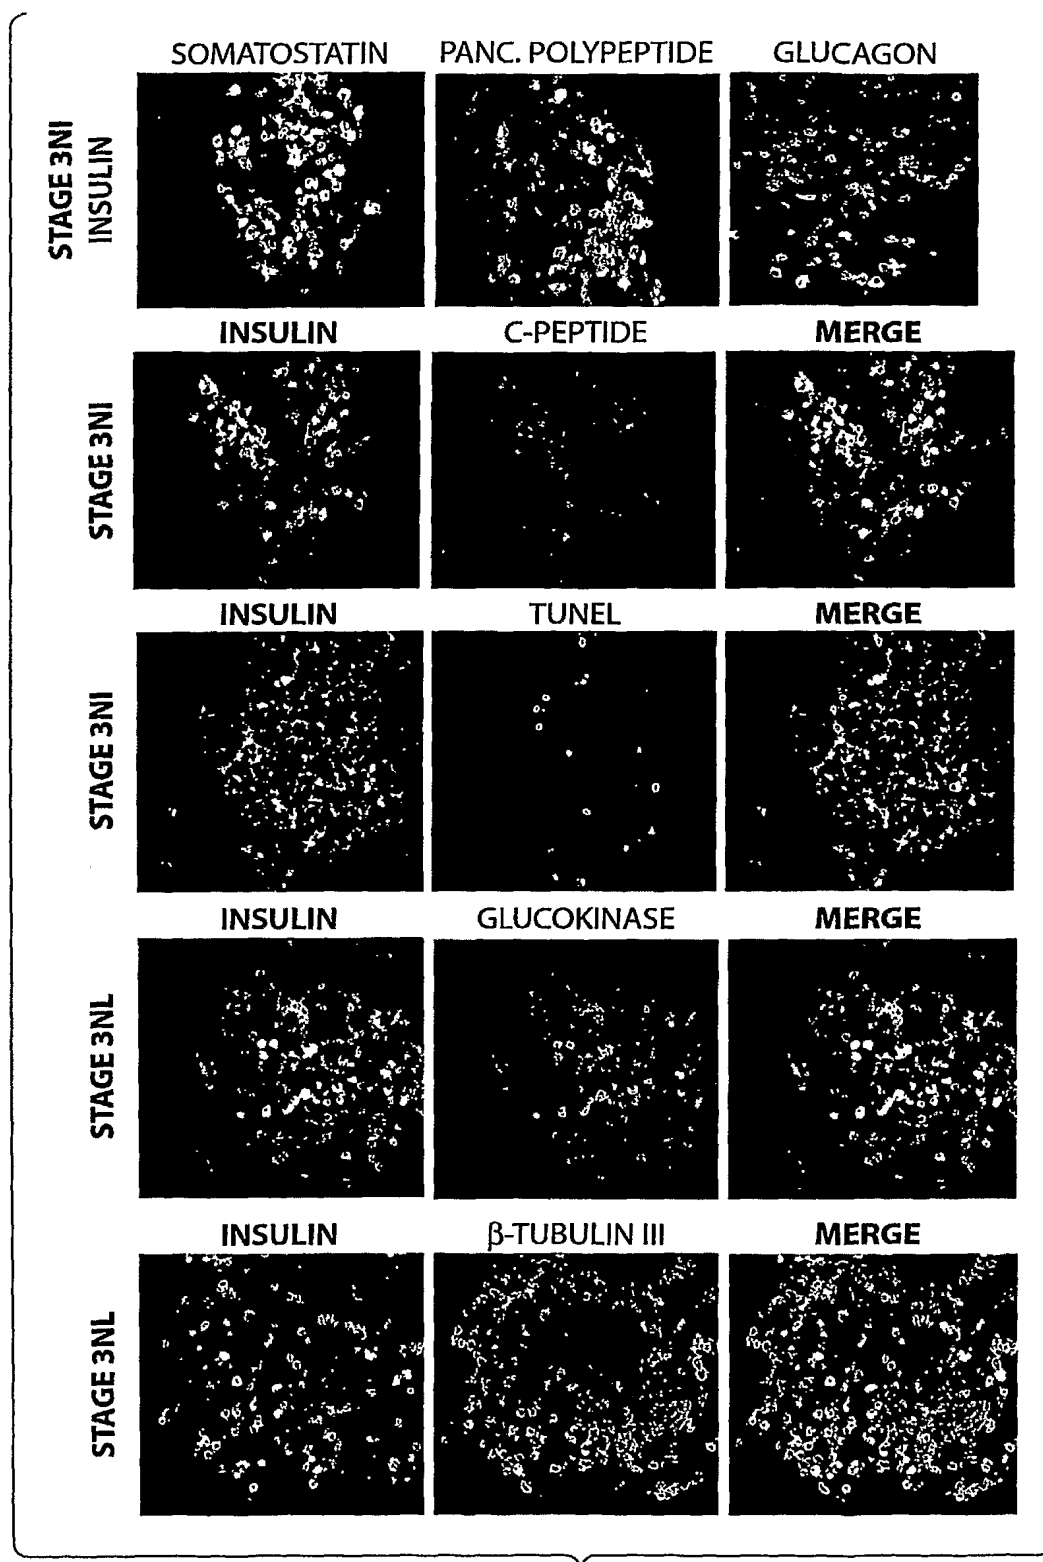 SOMATOSTATIN PANC. POLYPEPTIDE GLUCAGON
STAGE 3NI
INSULIN
INSULIN C-PEPTIDE MERGE
STAGE 3NI
INSULIN TUNEL MERGE
STAGE 3NI
INSULIN GLUCOKINASE MERGE
STAGE 3NL
INSULIN β-TUBULIN III MERGE
STAGE 3NL